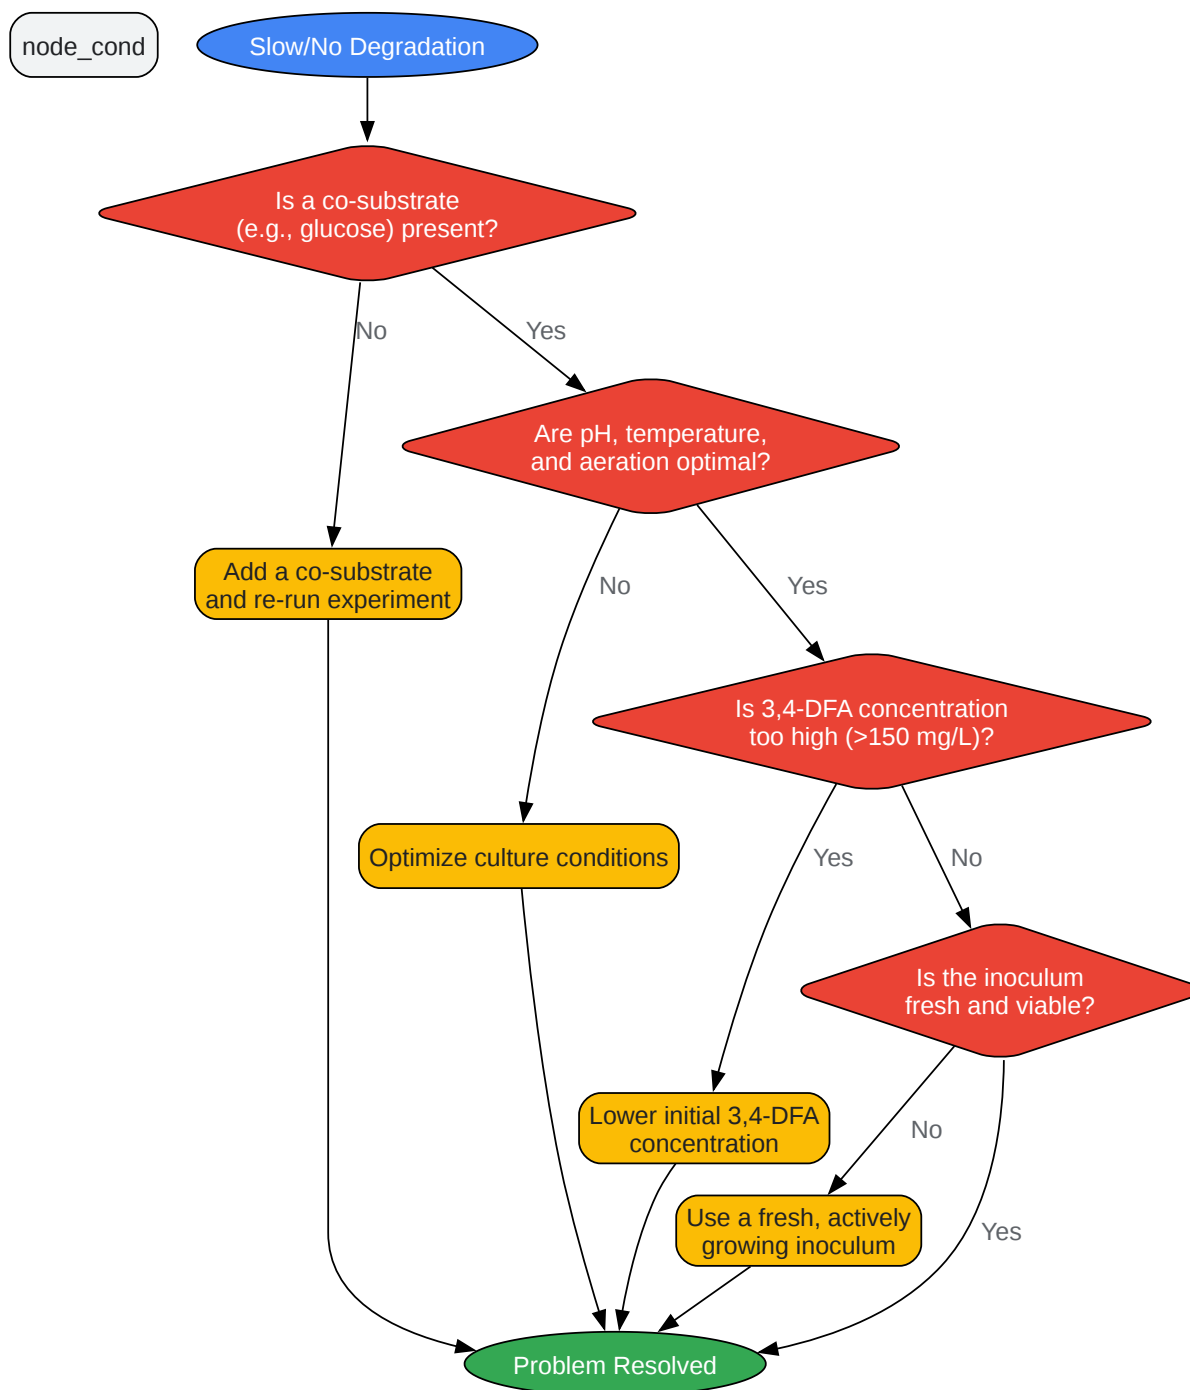 node_cond
Slow/No Degradation
Is a co-substrate
(e.g., glucose) present?
No
Yes
Are pH, temperature,
and aeration optimal?
Add a co-substrate
and re-run experiment
No
Yes
Is 3,4-DFA concentration
too high (>150 mg/L)?
Optimize culture conditions
Yes
No
Is the inoculum
fresh and viable?
Lower initial 3,4-DFA
concentration
No
Use a fresh, actively
growing inoculum
Yes
Problem Resolved